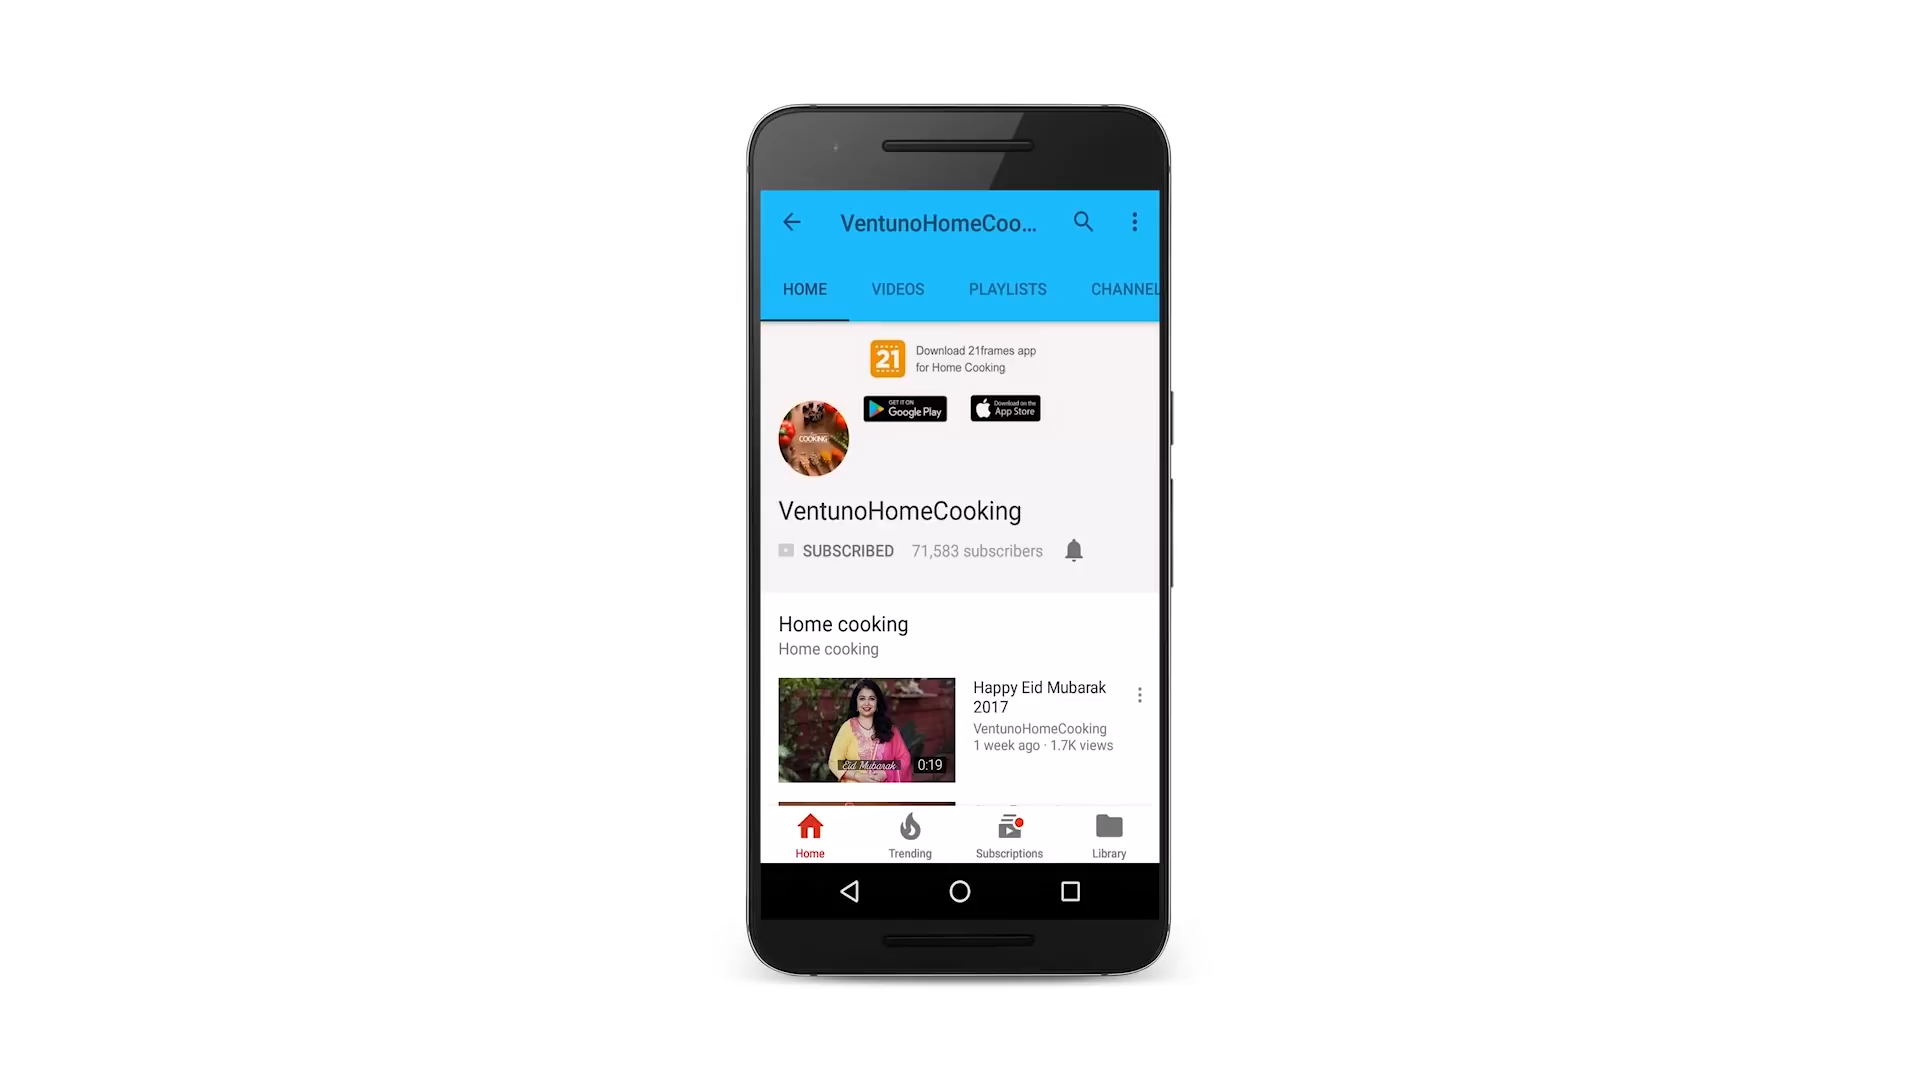 VentunoHomeCoo...
HOME VIDEOS PLAYLISTS CHANNEL
21
Download 21frames app
for Home Cooking
GET IT ON
Google Play
Download on the
App Store
COOKING
VentunoHomeCooking
SUBSCRIBED 71,583 subscribers
Home cooking
Home cooking
Happy Eid Mubarak
2017
VentunoHomeCooking
1 week ago · 1.7K views
Eid Mubarak
0:19
Home Trending Subscriptions Library